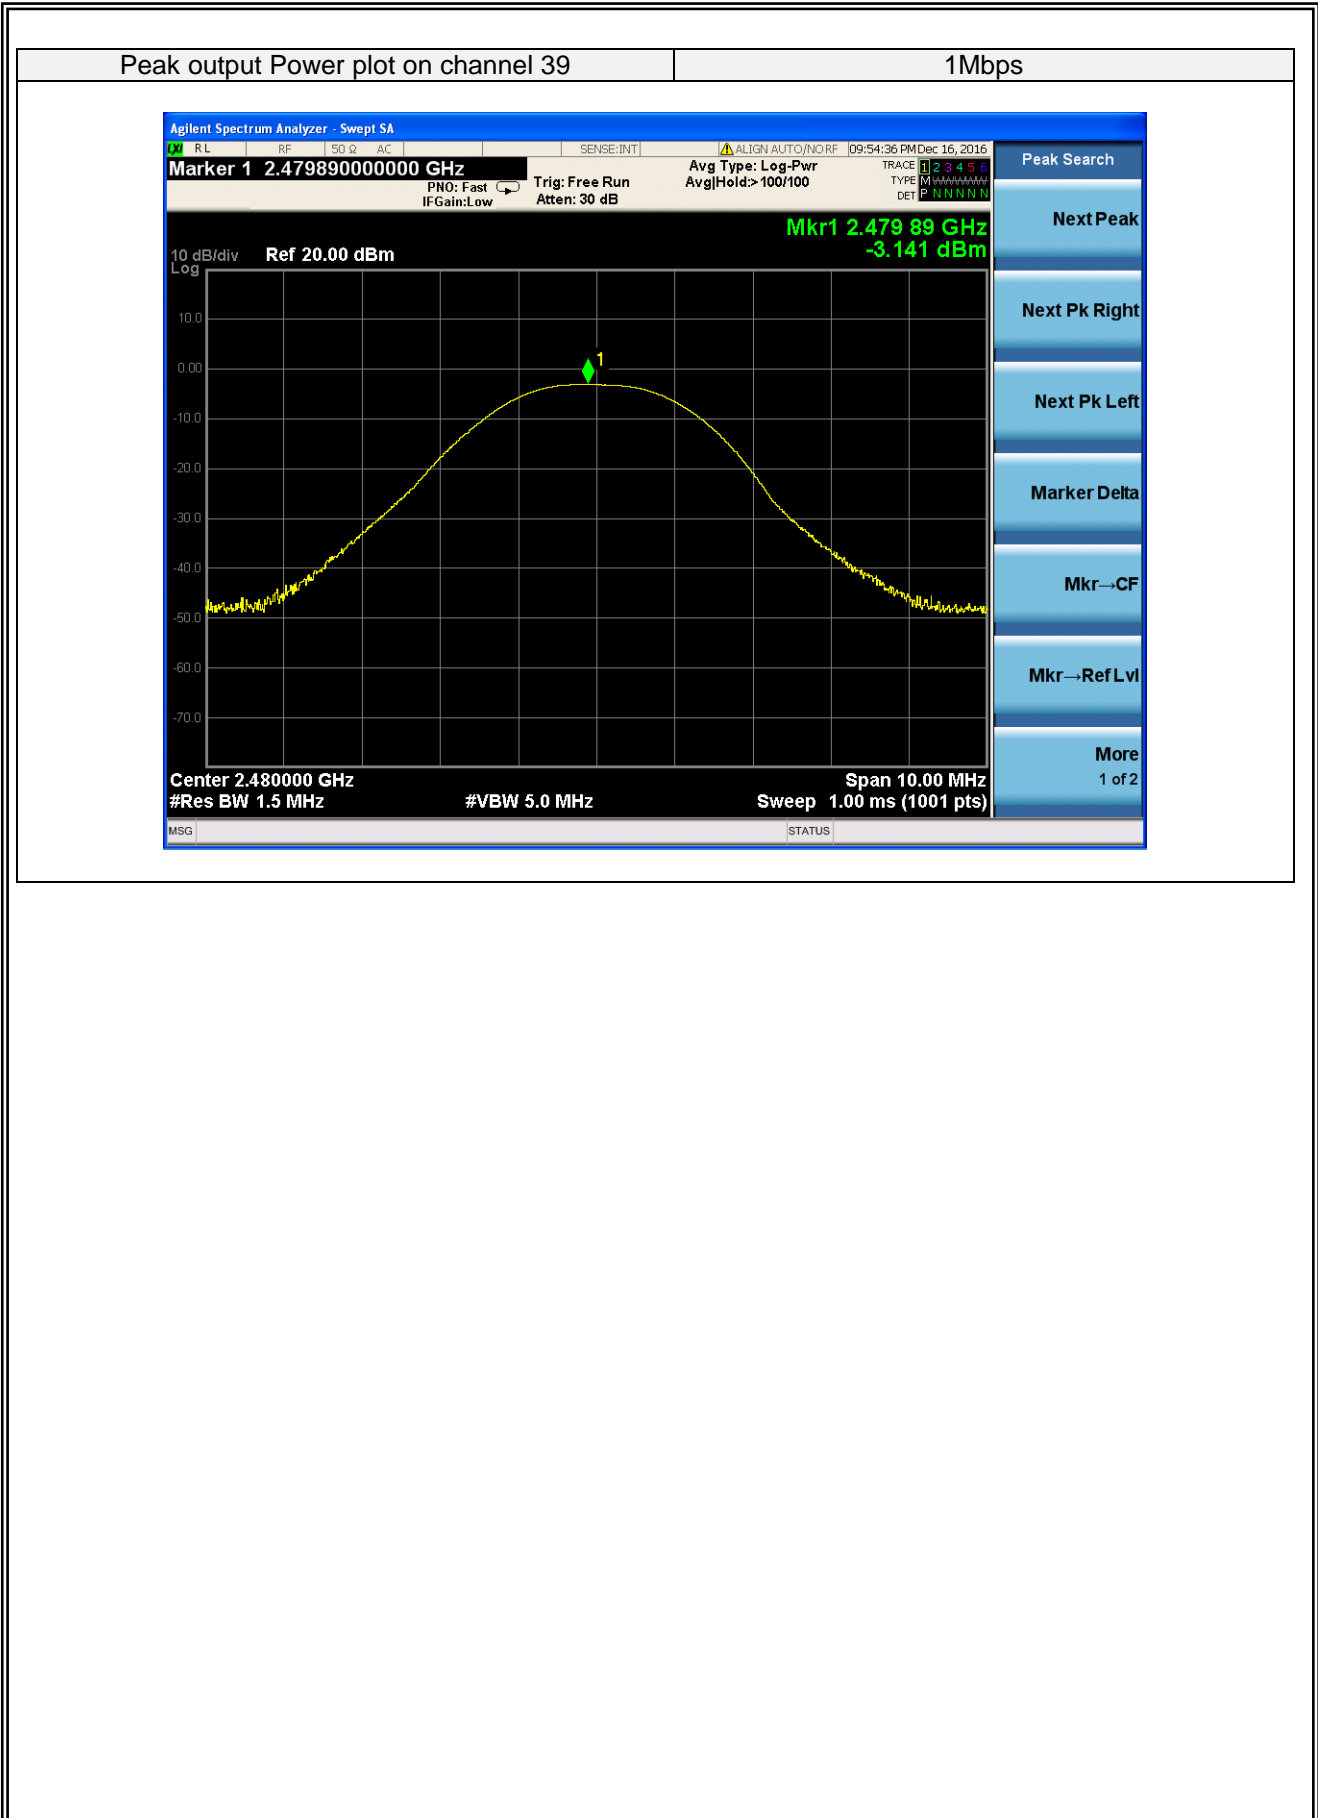 Peak output Power plot on channel 39 1Mbps
Agilent Spectrum Analyzer - Swept SA
LXI RL RF 50 Ω AC SENSE:INT ALIGN AUTO/NO RF 09:54:36 PM Dec 16, 2016
Marker 1 2.479890000000 GHz
PNO: Fast
IFGain:Low
Trig: Free Run
Atten: 30 dB
Avg Type: Log-Pwr
Avg|Hold:>100/100
TRACE 1 2 3 4 5 6
TYPE M
DET P N N N N N
Peak Search
Mkr1 2.479 89 GHz
-3.141 dBm
10 dB/div Ref 20.00 dBm
Log
10.0
0.00
-10.0
-20.0
-30.0
-40.0
-50.0
-60.0
-70.0
1
Center 2.480000 GHz Span 10.00 MHz
#Res BW 1.5 MHz #VBW 5.0 MHz Sweep 1.00 ms (1001 pts)
Next Peak
Next Pk Right
Next Pk Left
Marker Delta
Mkr→CF
Mkr→Ref Lvl
More
1 of 2
MSG STATUS